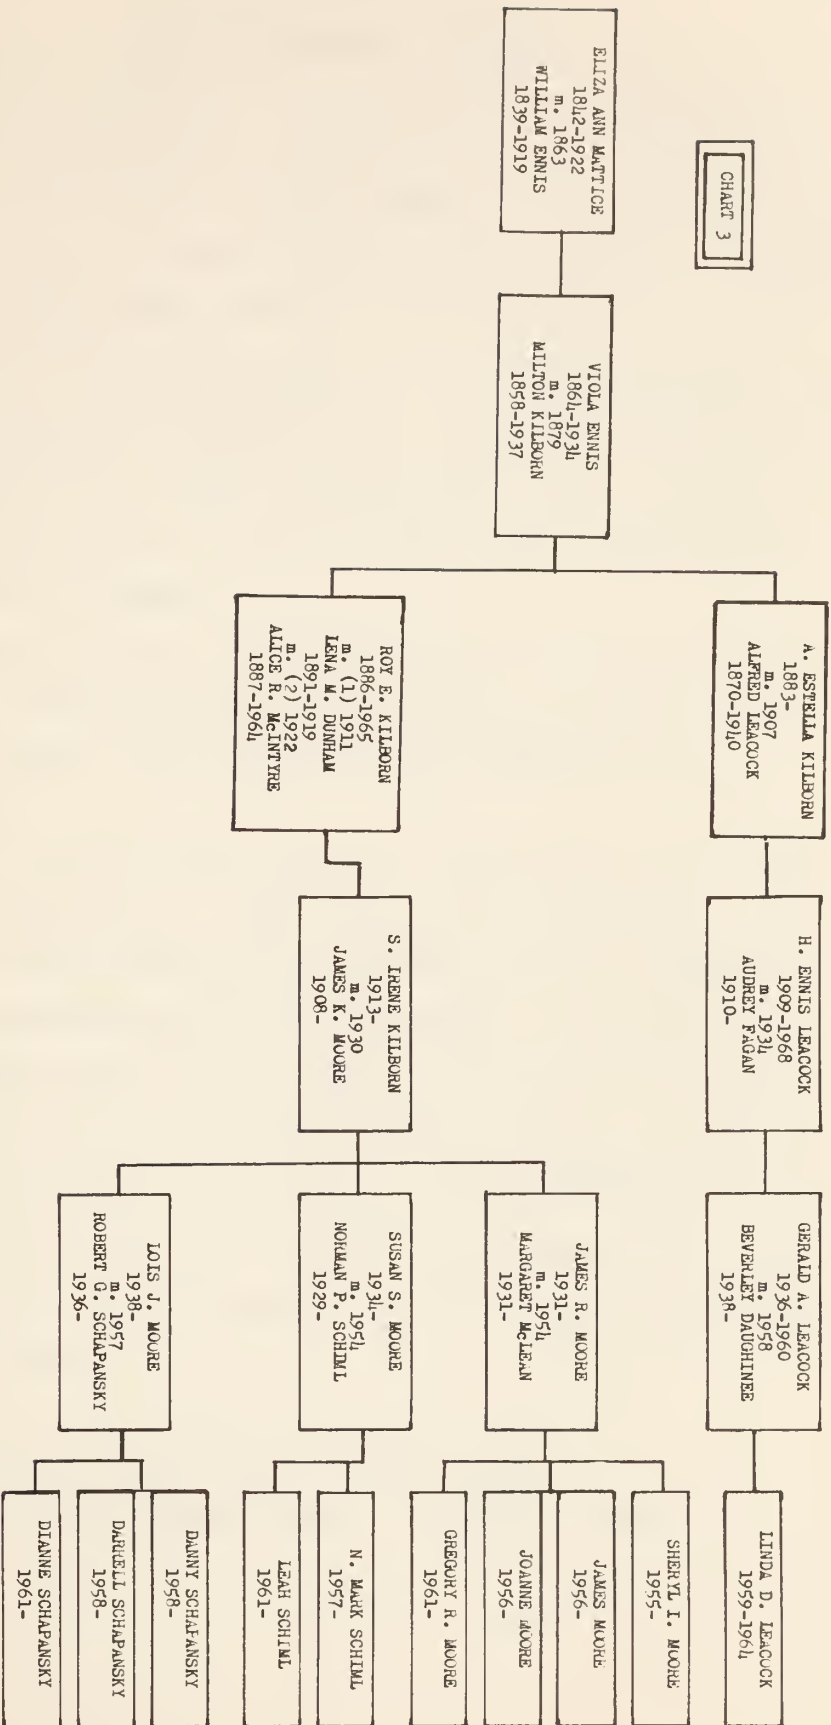 CHART 3
ELIZA ANN MATTICE
1842-1922
m. 1863
WILLIAM ENNIS
1839-1919
VIOLA ENNIS
1864-1934
m. 1879
MILTON KILBORN
1858-1937
A. ESTELLA KILBORN
1883-
m. 1907
ALFRED LEACOCK
1870-1940
ROY E. KILBORN
1886-1965
m. (1) 1911
LENA M. DUNHAM
1891-1919
m. (2) 1922
ALICE R. McINTYRE
1887-1964
H. ENNIS LEACOCK
1909-1968
m. 1934
AUDREY FAGAN
1910-
S. IRENE KILBORN
1913-
m. 1930
JAMES K. MOORE
1908-
GERALD A. LEACOCK
1936-1960
m. 1958
BEVERLEY DAUGHINEE
1938-
JAMES R. MOORE
1931-
m. 1954
MARGARET McLEAN
1931-
SUSAN S. MOORE
1934-
m. 1954
NORMAN P. SCHIML
1929-
LOIS J. MOORE
1938-
m. 1957
ROBERT G. SCHAPANSKY
1936-
LINDA D. LEACOCK
1959-1964
SHERYL I. MOORE
1955-
JAMES MOORE
1956-
JOANNE MOORE
1956-
GREGORY R. MOORE
1961-
N. MARK SCHIML
1957-
LEAH SCHIML
1961-
DANNY SCHAPANSKY
1958-
DARRELL SCHAPANSKY
1958-
DIANNE SCHAPANSKY
1961-